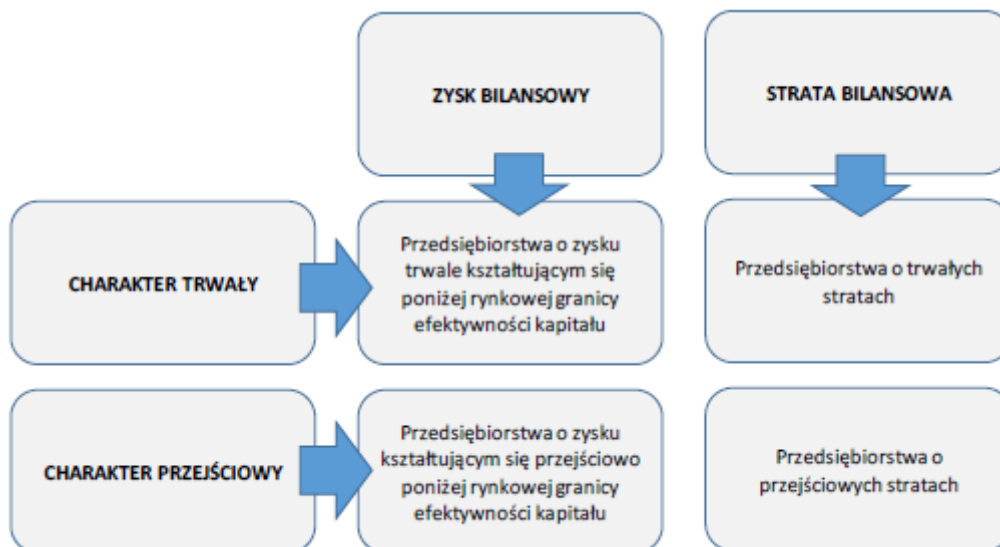 ZYSK BILANSOWY
STRATA BILANSOWA
CHARAKTER TRWAŁY
Przedsiębiorstwa o zysku
trwale kształtującym się
poniżej rynkowej granicy
efektywności kapitału
Przedsiębiorstwa o trwałych
stratach
CHARAKTER PRZEJŚCIOWY
Przedsiębiorstwa o zysku
kształtującym się przejściowo
poniżej rynkowej granicy
efektywności kapitału
Przedsiębiorstwa o
przejściowych stratach